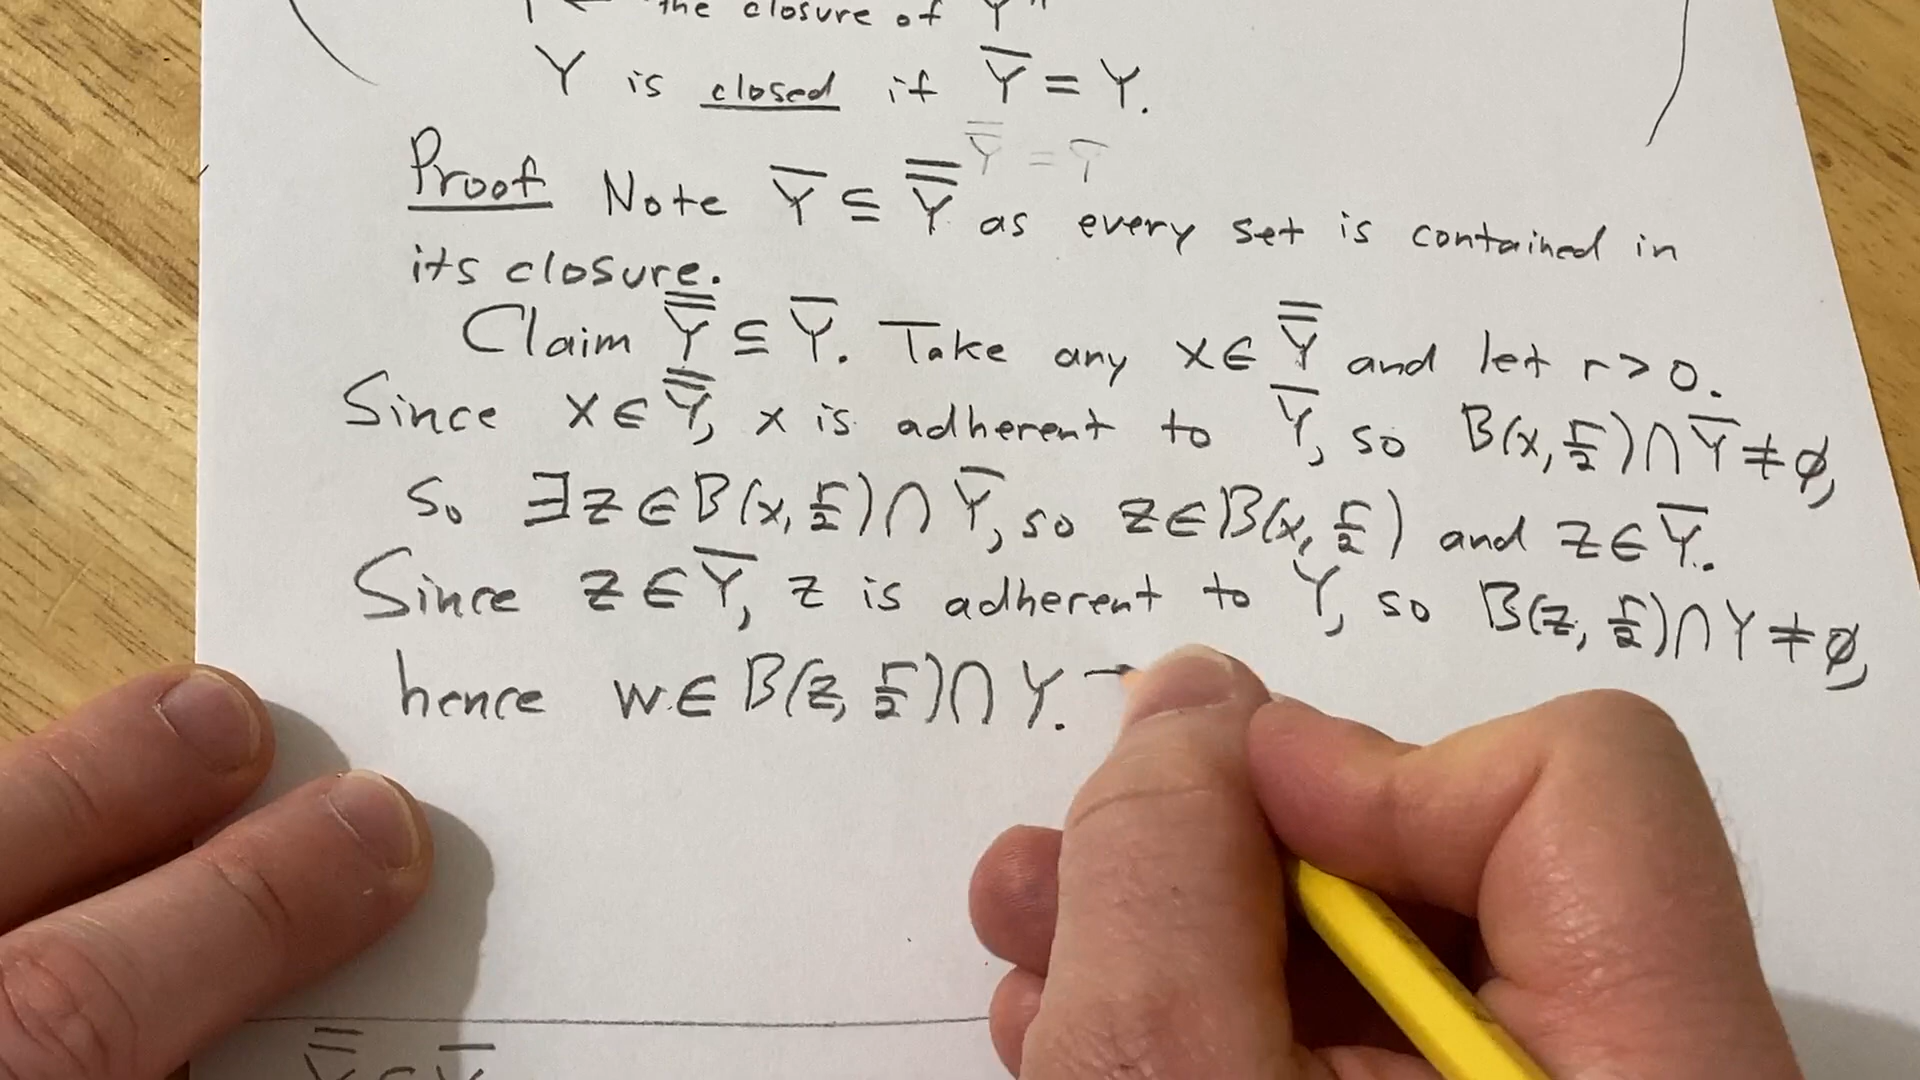 the closure of Y"
Y is closed if Y̅ = Y.
Y̿ = Y̅
Proof Note Y̅ ⊆ Y̿ as every set is contained in
its closure.
Claim Y̿ ⊆ Y̅. Take any x ∈ Y̿ and let r > 0.
Since x ∈ Y̿, x is adherent to Y̅, so B(x, r/2) ∩ Y̅ ≠ ∅,
so ∃ z ∈ B(x, r/2) ∩ Y̅, so z ∈ B(x, r/2) and z ∈ Y̅.
Since z ∈ Y̅, z is adherent to Y, so B(z, r/2) ∩ Y ≠ ∅,
hence w ∈ B(z, r/2) ∩ Y.
Y̿ ⊆ Y̅